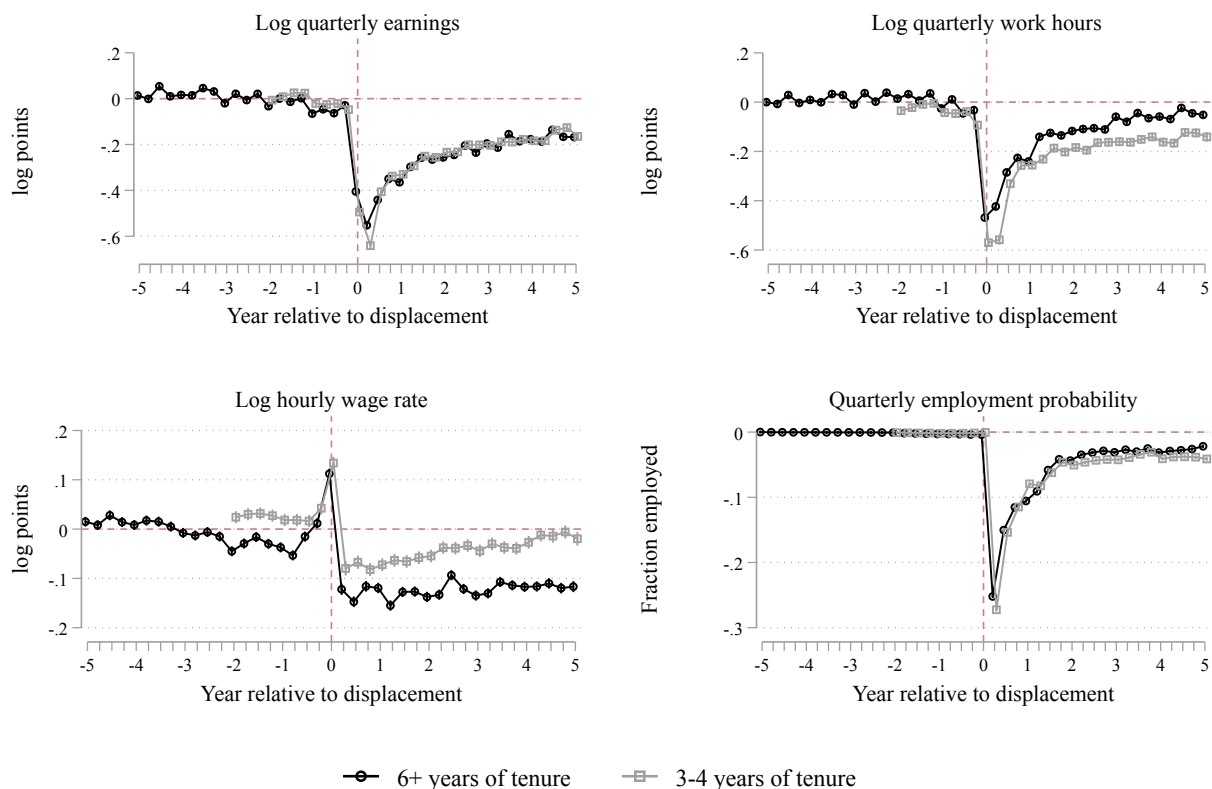 Log quarterly earnings
.2
0
-.2
-.4
-.6
log points
-5 -4 -3 -2 -1 0 1 2 3 4 5
Year relative to displacement
Log quarterly work hours
.2
0
-.2
-.4
-.6
log points
-5 -4 -3 -2 -1 0 1 2 3 4 5
Year relative to displacement
Log hourly wage rate
.2
.1
0
-.1
-.2
log points
-5 -4 -3 -2 -1 0 1 2 3 4 5
Year relative to displacement
Quarterly employment probability
0
-.1
-.2
-.3
Fraction employed
-5 -4 -3 -2 -1 0 1 2 3 4 5
Year relative to displacement
6+ years of tenure
3-4 years of tenure